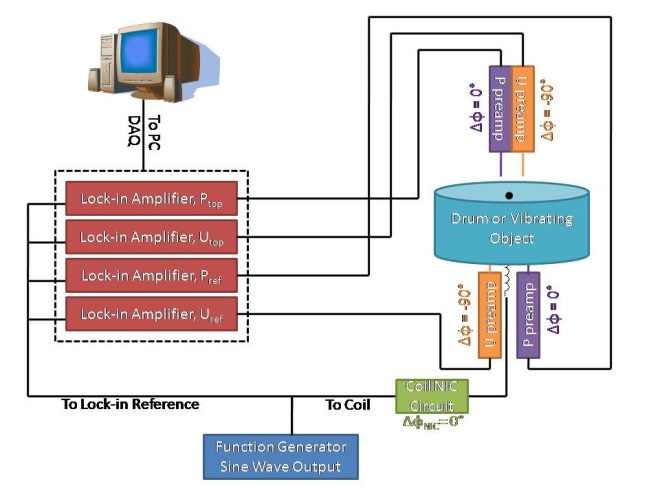 To PC
DAQ
Lock-in Amplifier, Ptop
Lock-in Amplifier, Utop
Lock-in Amplifier, Pref
Lock-in Amplifier, Uref
Δϕ = 0°
P preamp
U preamp
Δϕ = -90°
Drum or Vibrating
Object
Δϕ = -90°
U preamp
P preamp
Δϕ = 0°
To Lock-in Reference
To Coil
Coil NIC
Circuit
ΔϕNIC=0°
Function Generator
Sine Wave Output